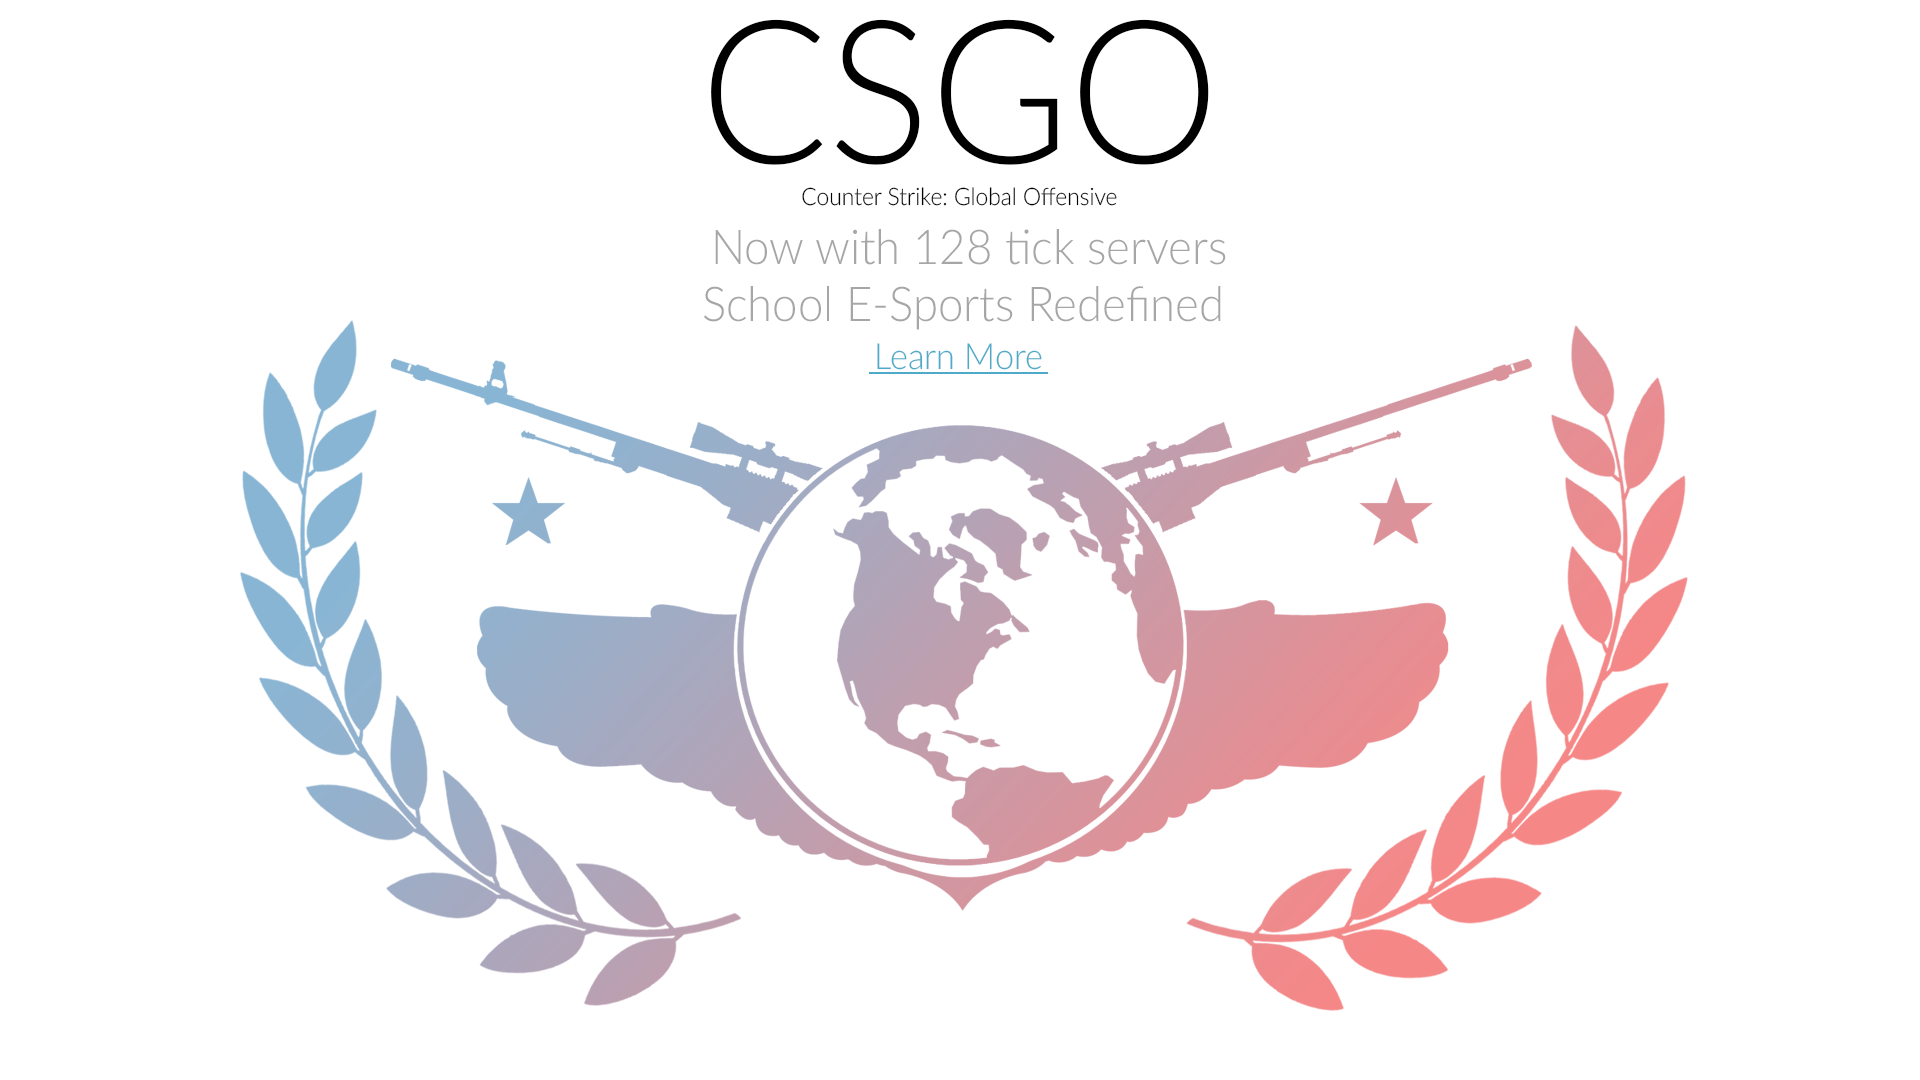 CSGO
Counter Strike: Global Offensive
Now with 128 tick servers
School E-Sports Redefined
Learn More